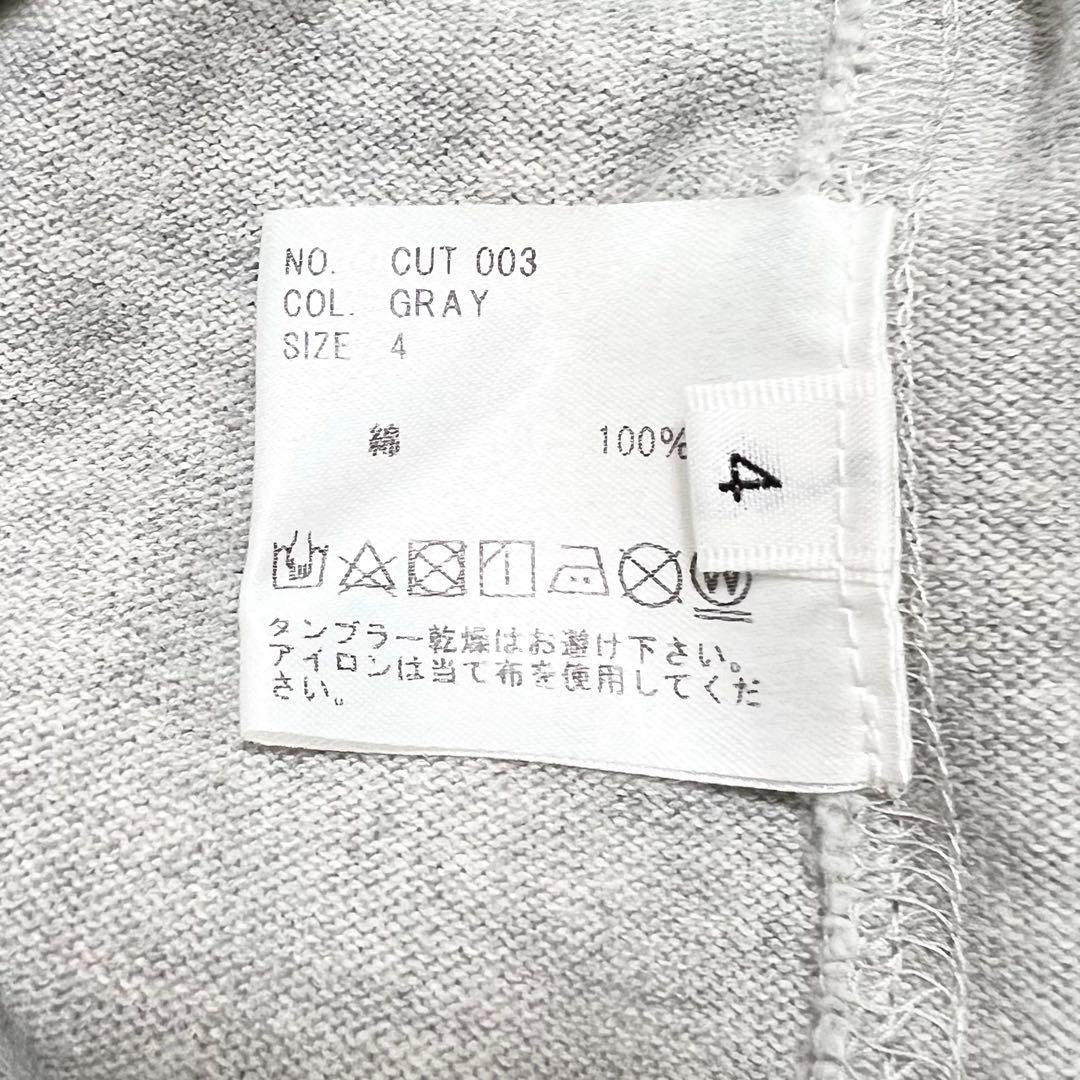 NO. CUT 003
COL. GRAY
SIZE 4
綿 100%
4
W
タンブラー乾燥はお避け下さい。
アイロンは当て布を使用してくだ
さい。